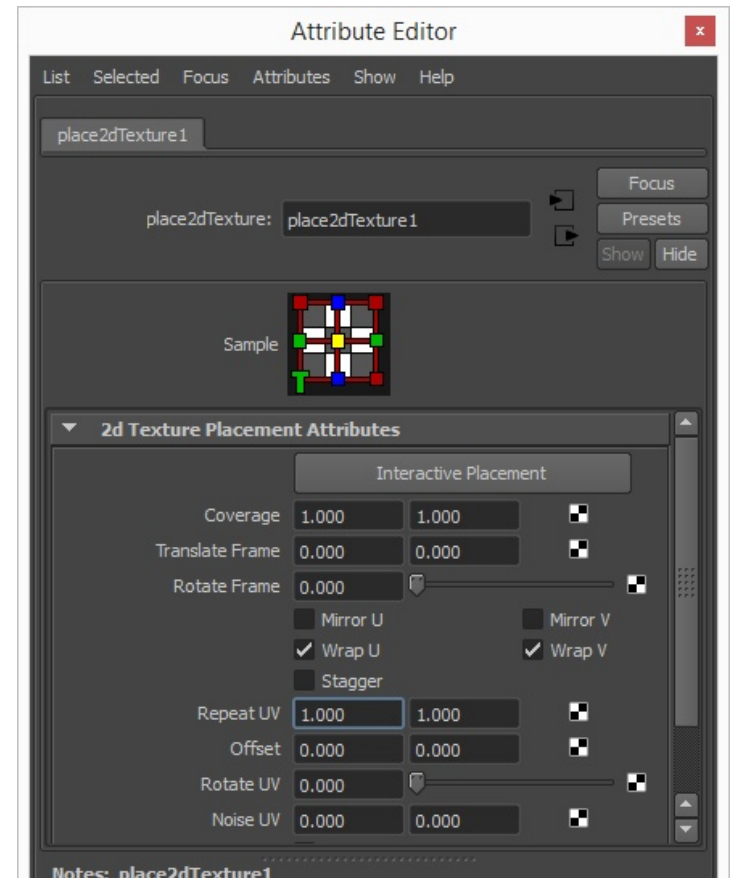 Attribute Editor
x
List Selected Focus Attributes Show Help
place2dTexture1
Focus
place2dTexture: place2dTexture1 Presets
Show Hide
Sample
2d Texture Placement Attributes
Interactive Placement
Coverage 1.000 1.000
Translate Frame 0.000 0.000
Rotate Frame 0.000
Mirror U Mirror V
Wrap U Wrap V
Stagger
Repeat UV 1.000 1.000
Offset 0.000 0.000
Rotate UV 0.000
Noise UV 0.000 0.000
Notes: place2dTexture1